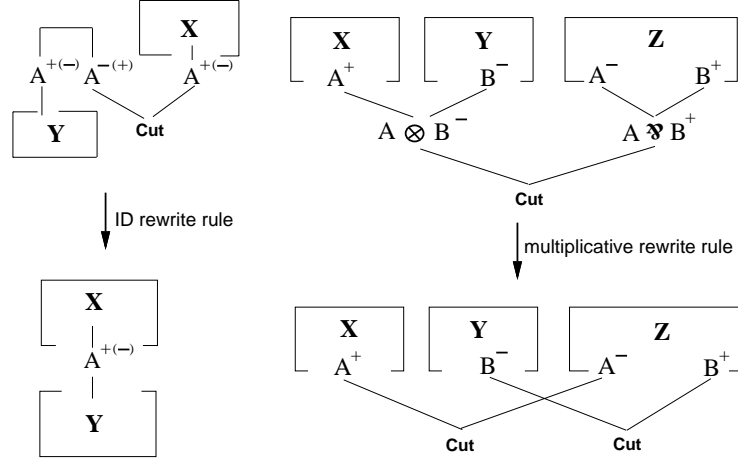 X
A+(−) A−(+) A+(−)
Y
Cut
ID rewrite rule
X
A+(−)
Y
X Y Z
A+ B− A− B+
A ⊗ B− A ⅋ B+
Cut
multiplicative rewrite rule
X Y Z
A+ B− A− B+
Cut Cut